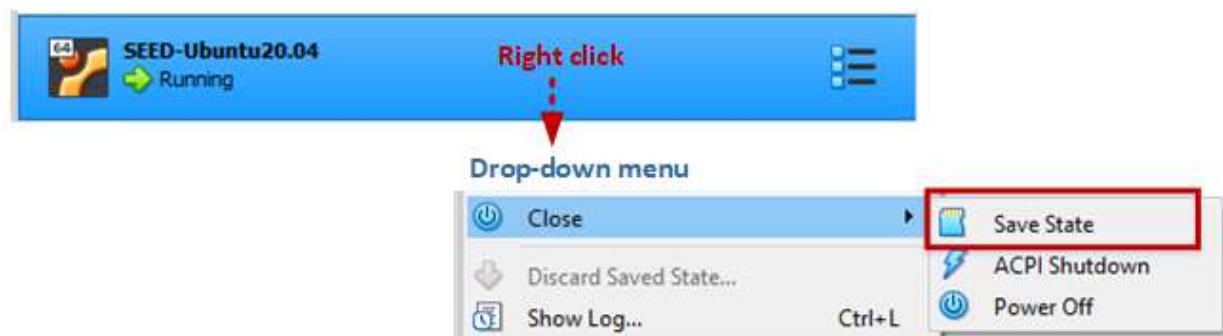 64
SEED-Ubuntu20.04
Running
Right click
Drop-down menu
Close
Save State
ACPI Shutdown
Discard Saved State...
Power Off
Show Log... Ctrl+L